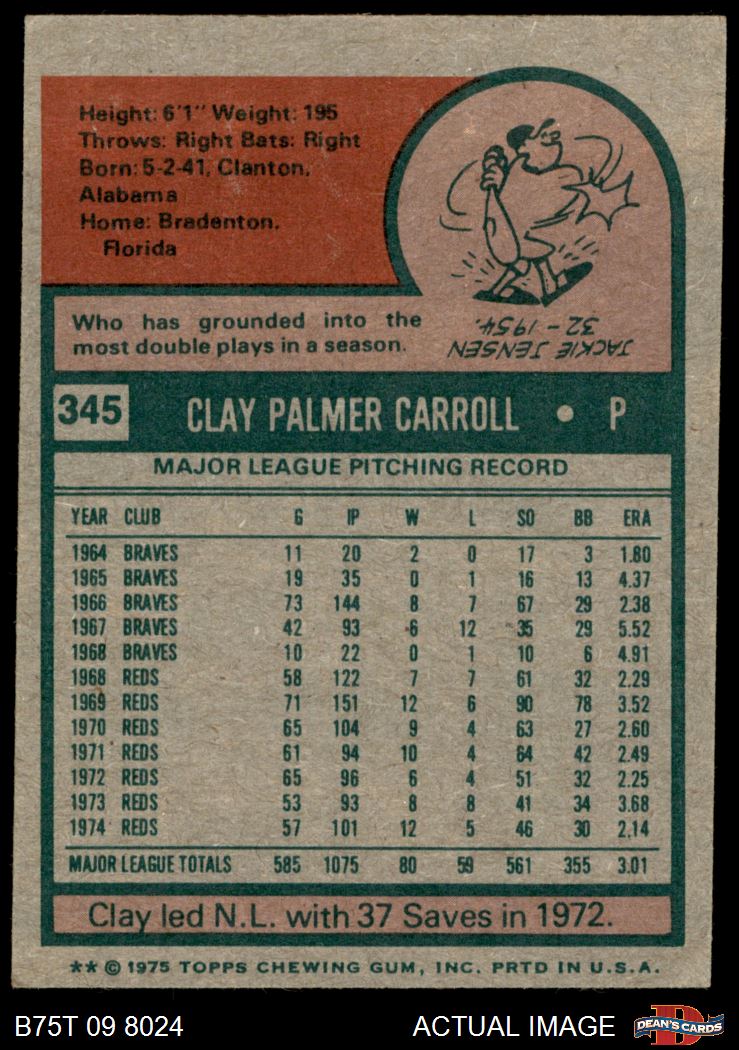 Height: 6'1" Weight: 195
Throws: Right Bats: Right
Born: 5-2-41, Clanton,
Alabama
Home: Bradenton,
Florida
Who has grounded into the
most double plays in a season.
JACKIE JENSEN
32 - 1954.
345 CLAY PALMER CARROLL • P
MAJOR LEAGUE PITCHING RECORD
YEAR CLUB G IP W L SO BB ERA
1964 BRAVES 11 20 2 0 17 3 1.80
1965 BRAVES 19 35 0 1 16 13 4.37
1966 BRAVES 73 144 8 7 67 29 2.38
1967 BRAVES 42 93 6 12 35 29 5.52
1968 BRAVES 10 22 0 1 10 6 4.91
1968 REDS 58 122 7 7 61 32 2.29
1969 REDS 71 151 12 6 90 78 3.52
1970 REDS 65 104 9 4 63 27 2.60
1971 REDS 61 94 10 4 64 42 2.49
1972 REDS 65 96 6 4 51 32 2.25
1973 REDS 53 93 8 8 41 34 3.68
1974 REDS 57 101 12 5 46 30 2.14
MAJOR LEAGUE TOTALS 585 1075 80 59 561 355 3.01
Clay led N.L. with 37 Saves in 1972.
** © 1975 TOPPS CHEWING GUM, INC. PRTD IN U.S.A.
B75T 09 8024 ACTUAL IMAGE DEAN'S CARDS